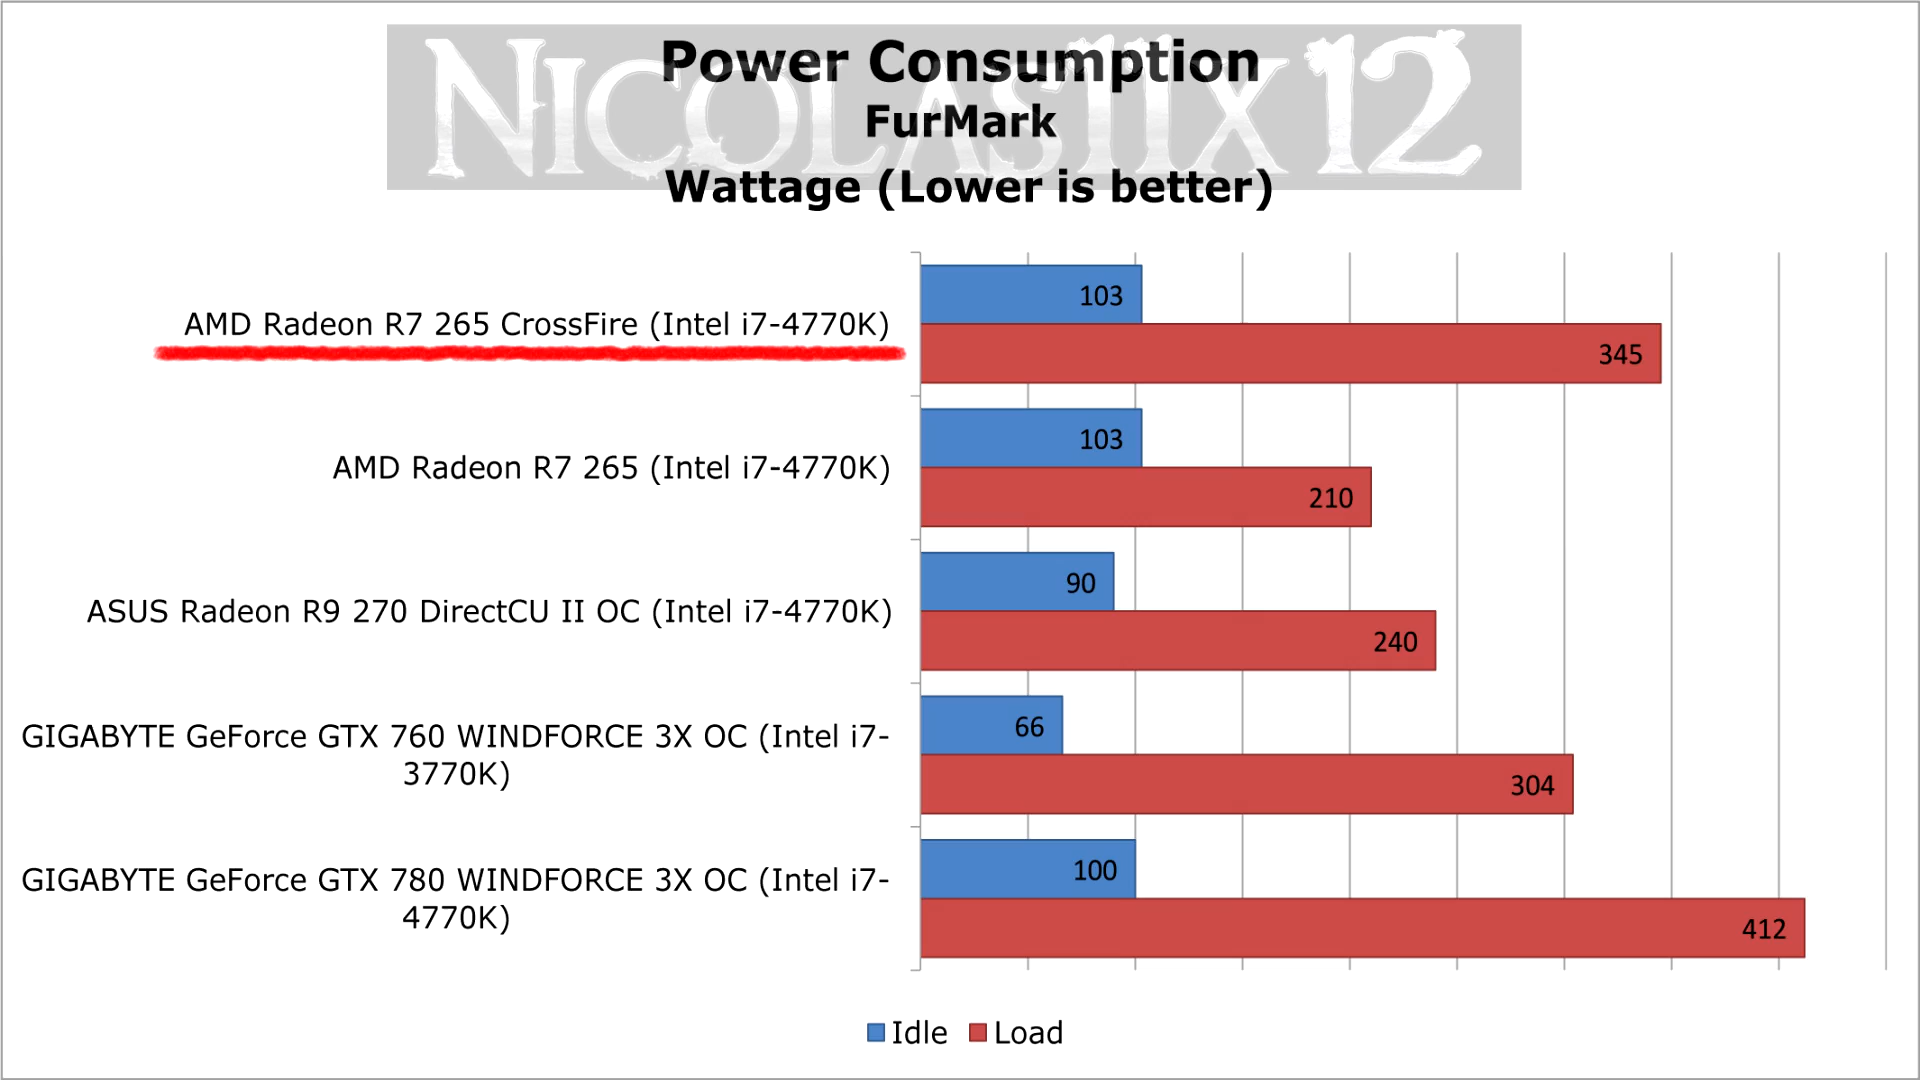 NICOLAS11X12
Power Consumption
FurMark
Wattage (Lower is better)
AMD Radeon R7 265 CrossFire (Intel i7-4770K)
103
345
AMD Radeon R7 265 (Intel i7-4770K)
103
210
ASUS Radeon R9 270 DirectCU II OC (Intel i7-4770K)
90
240
GIGABYTE GeForce GTX 760 WINDFORCE 3X OC (Intel i7-
3770K)
66
304
GIGABYTE GeForce GTX 780 WINDFORCE 3X OC (Intel i7-
4770K)
100
412
Idle Load